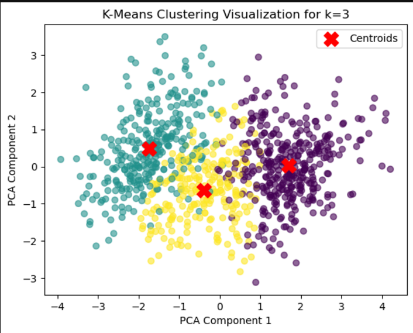 K-Means Clustering Visualization for k=3
Centroids
3
2
1
0
−1
−2
−3
PCA Component 2
−4 −3 −2 −1 0 1 2 3 4
PCA Component 1